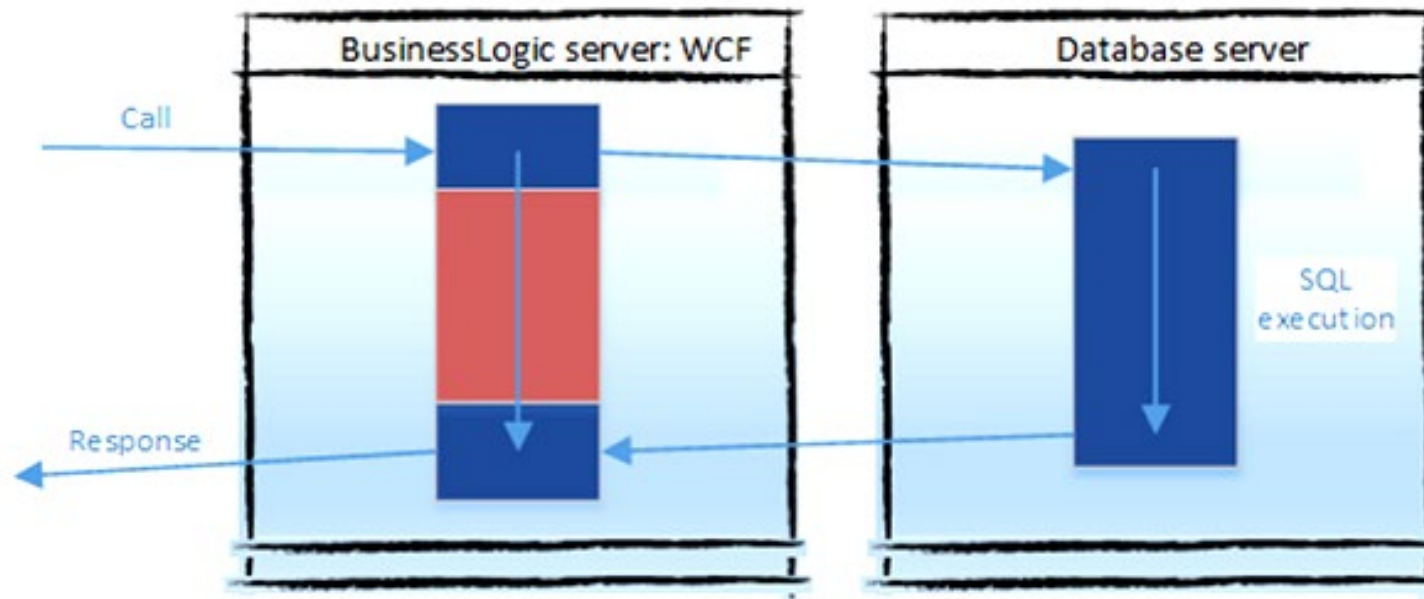 BusinessLogic server: WCF
Database server
Call
SQL
execution
Response